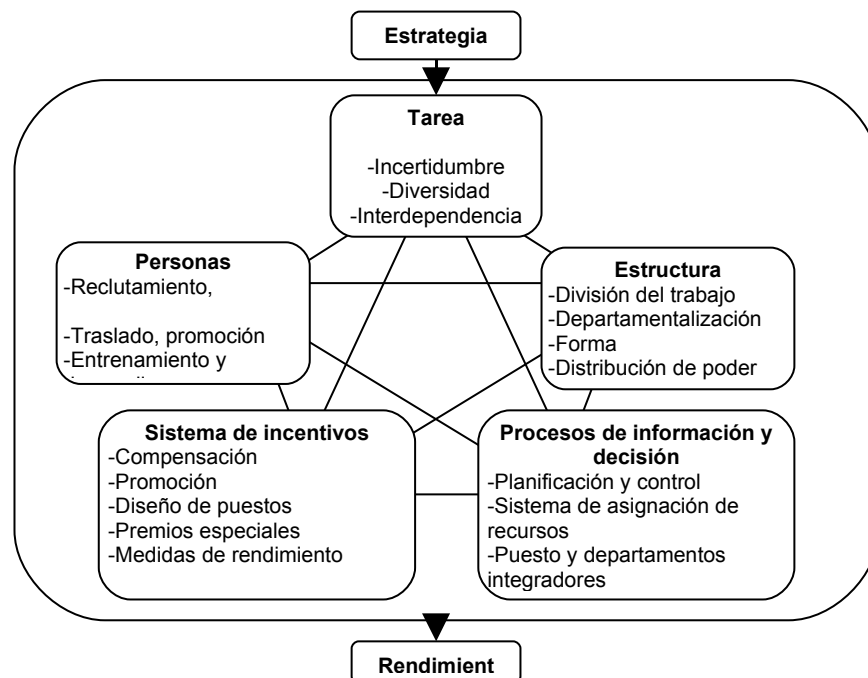 Estrategia
Tarea
-Incertidumbre
-Diversidad
-Interdependencia
Personas
-Reclutamiento,
-Traslado, promoción
-Entrenamiento y
Estructura
-División del trabajo
-Departamentalización
-Forma
-Distribución de poder
Sistema de incentivos
-Compensación
-Promoción
-Diseño de puestos
-Premios especiales
-Medidas de rendimiento
Procesos de información y
decisión
-Planificación y control
-Sistema de asignación de
recursos
-Puesto y departamentos
integradores
Rendimient